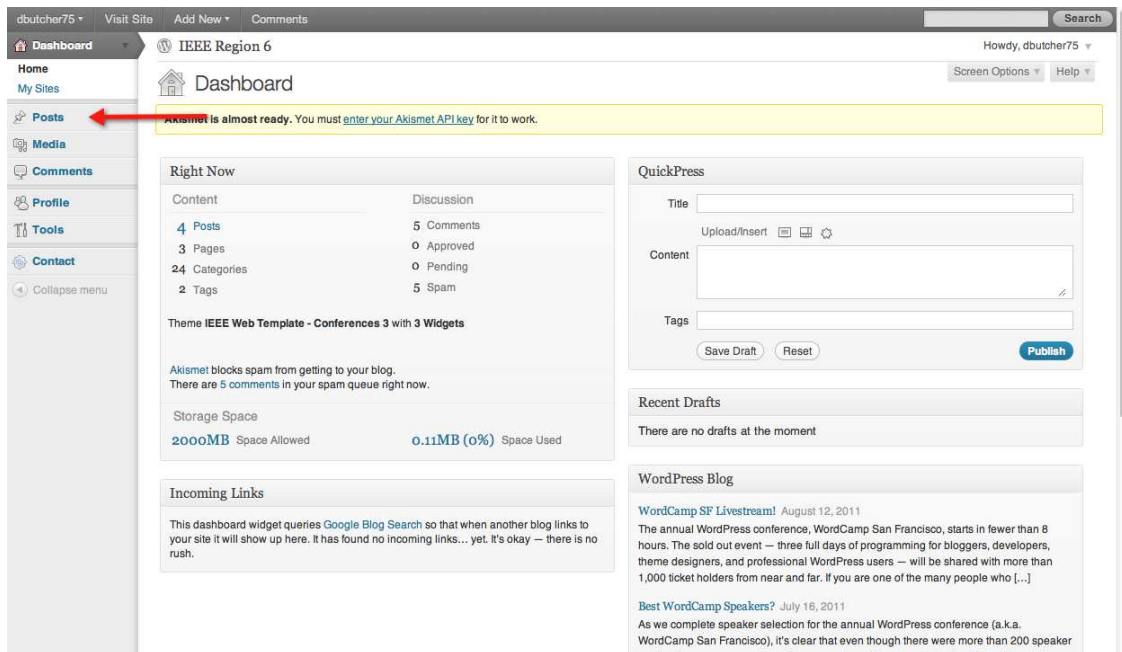 dbutcher75 Visit Site Add New Comments Search
Dashboard
IEEE Region 6
Howdy, dbutcher75
Home
My Sites
Dashboard
Screen Options Help
Posts
Media
Comments
Profile
Tools
Contact
Collapse menu
Akismet is almost ready. You must enter your Akismet API key for it to work.
Right Now
Content Discussion
4 Posts 5 Comments
3 Pages 0 Approved
24 Categories 0 Pending
2 Tags 5 Spam
Theme IEEE Web Template - Conferences 3 with 3 Widgets
Akismet blocks spam from getting to your blog.
There are 5 comments in your spam queue right now.
Storage Space
2000MB Space Allowed 0.11MB (0%) Space Used
Incoming Links
This dashboard widget queries Google Blog Search so that when another blog links to
your site it will show up here. It has found no incoming links... yet. It's okay — there is no
rush.
QuickPress
Title
Upload/Insert
Content
Tags
Save Draft Reset Publish
Recent Drafts
There are no drafts at the moment
WordPress Blog
WordCamp SF Livestream! August 12, 2011
The annual WordPress conference, WordCamp San Francisco, starts in fewer than 8
hours. The sold out event — three full days of programming for bloggers, developers,
theme designers, and professional WordPress users — will be shared with more than
1,000 ticket holders from near and far. If you are one of the many people who [...]
Best WordCamp Speakers? July 16, 2011
As we complete speaker selection for the annual WordPress conference (a.k.a.
WordCamp San Francisco), it's clear that even though there were more than 200 speaker